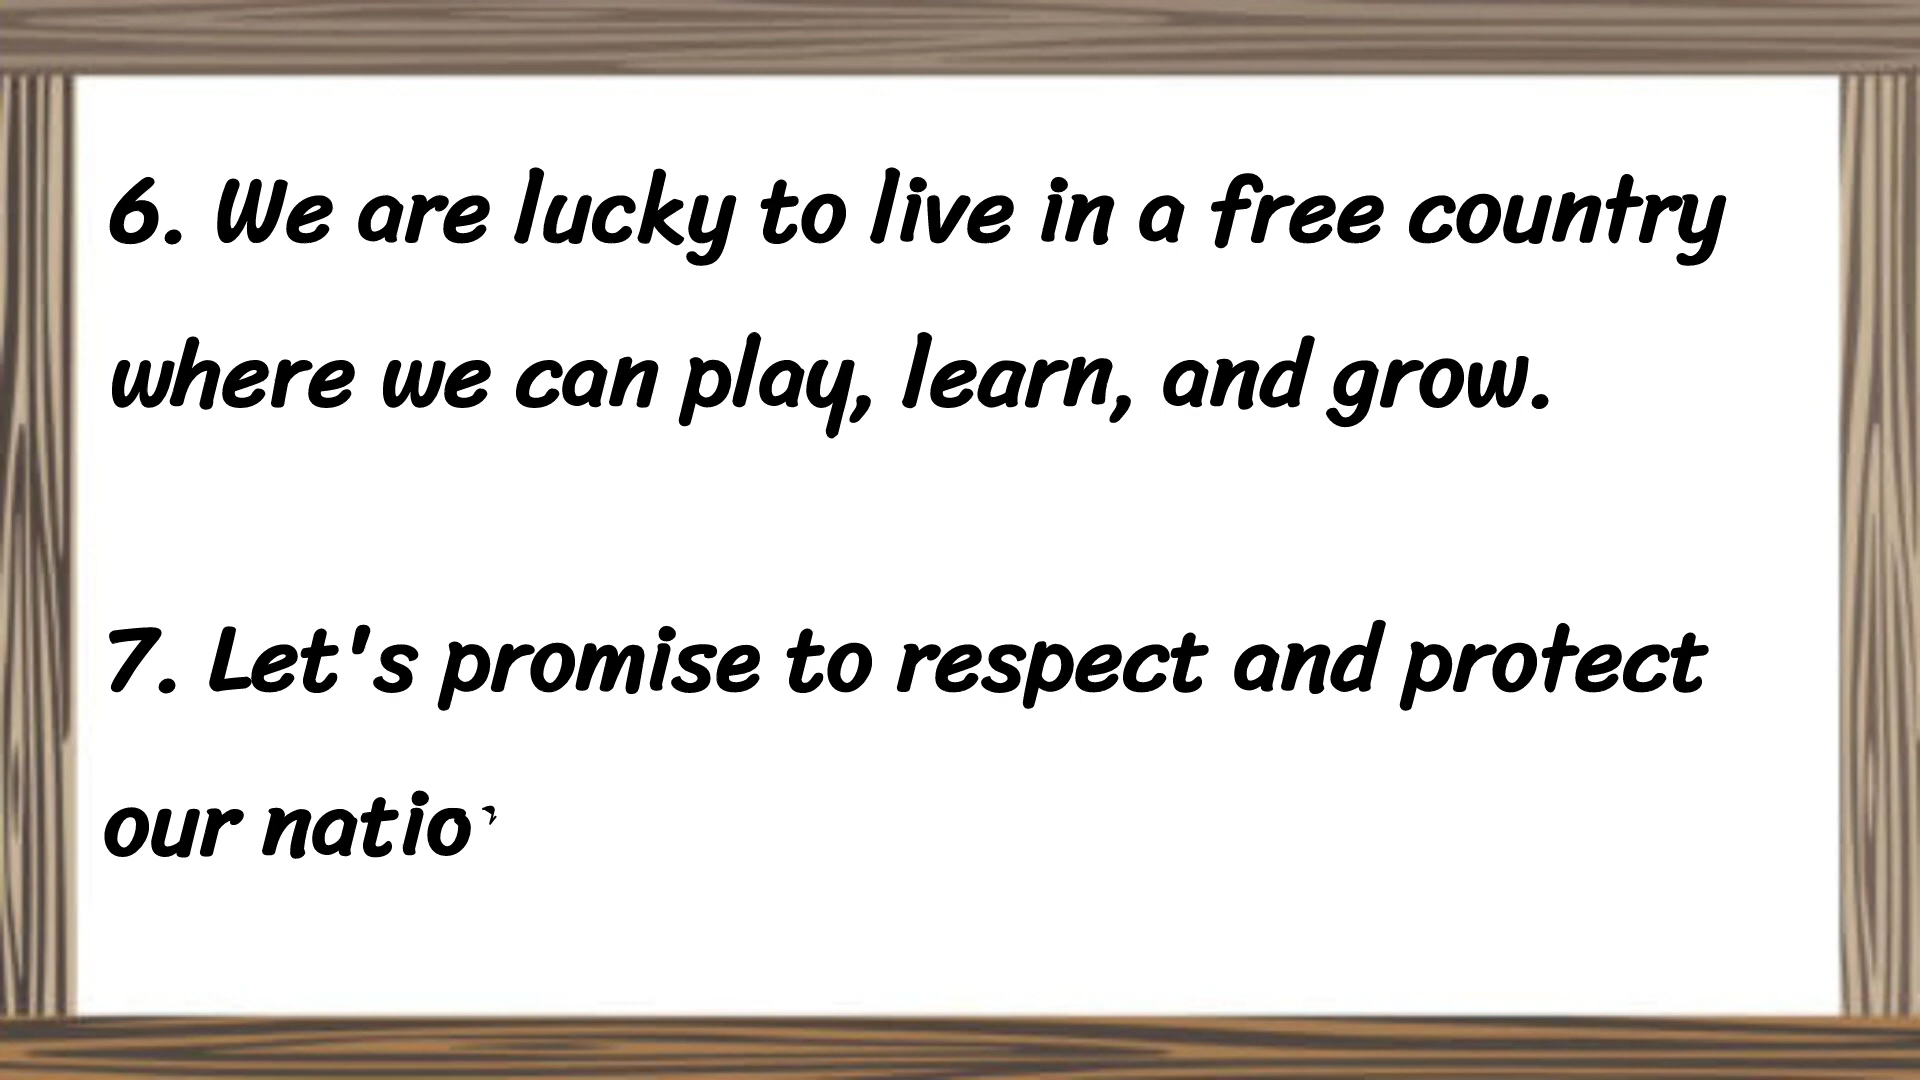 6. We are lucky to live in a free country
where we can play, learn, and grow.
7. Let's promise to respect and protect
our natio